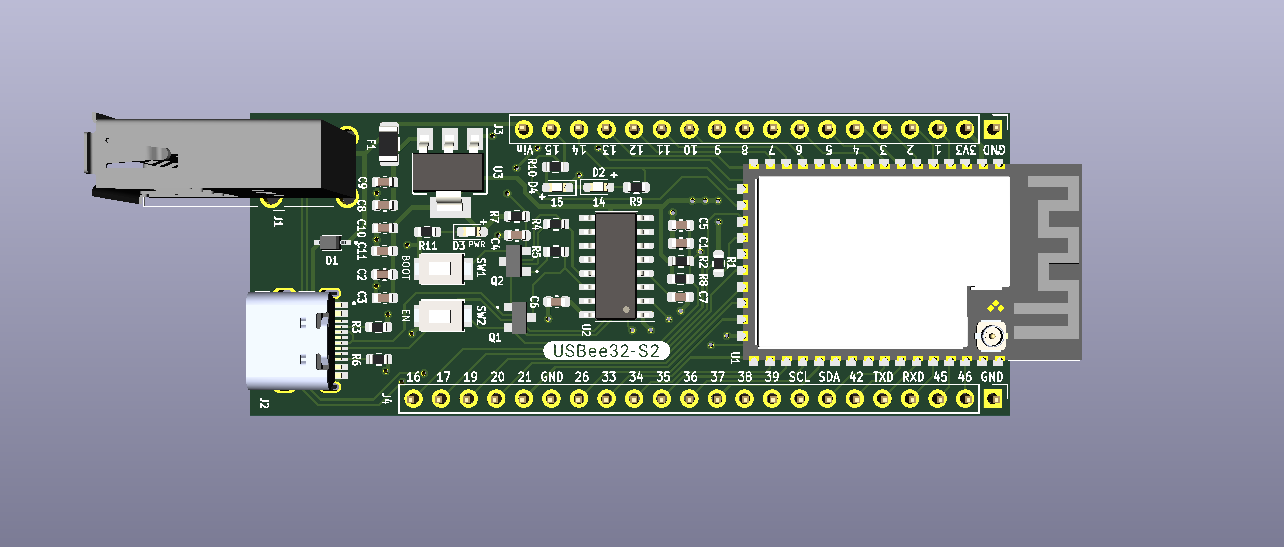 J3
Vin 15 14 13 12 11 10 9 8 7 6 5 4 3 2 1 3V3 GND
F1
U3
R10
D4
+
15
D2 +
14
R9
C9
C8
C10
C11
C2
C3
J1
D1
R7
C4
R4
R5
R11
D3 PWR
+
BOOT
SW1
EN
SW2
Q2
Q1
C6
U2
C5
C1
R2
R8
C7
R1
U1
R3
R6
J2
USBee32-S2
16 17 19 20 21 GND 26 33 34 35 36 37 38 39 SCL SDA 42 TXD RXD 45 46 GND
J4